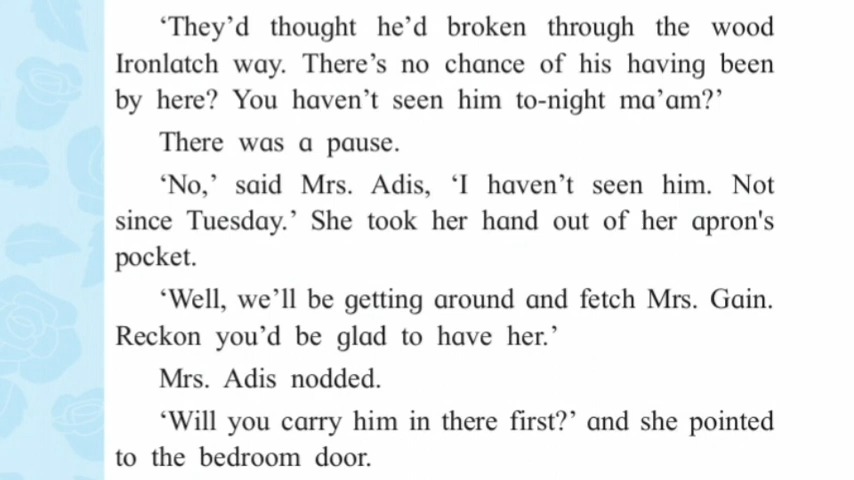 ‘They’d thought he’d broken through the wood
Ironlatch way. There’s no chance of his having been
by here? You haven’t seen him to-night ma’am?’
There was a pause.
‘No,’ said Mrs. Adis, ‘I haven’t seen him. Not
since Tuesday.’ She took her hand out of her apron's
pocket.
‘Well, we’ll be getting around and fetch Mrs. Gain.
Reckon you’d be glad to have her.’
Mrs. Adis nodded.
‘Will you carry him in there first?’ and she pointed
to the bedroom door.